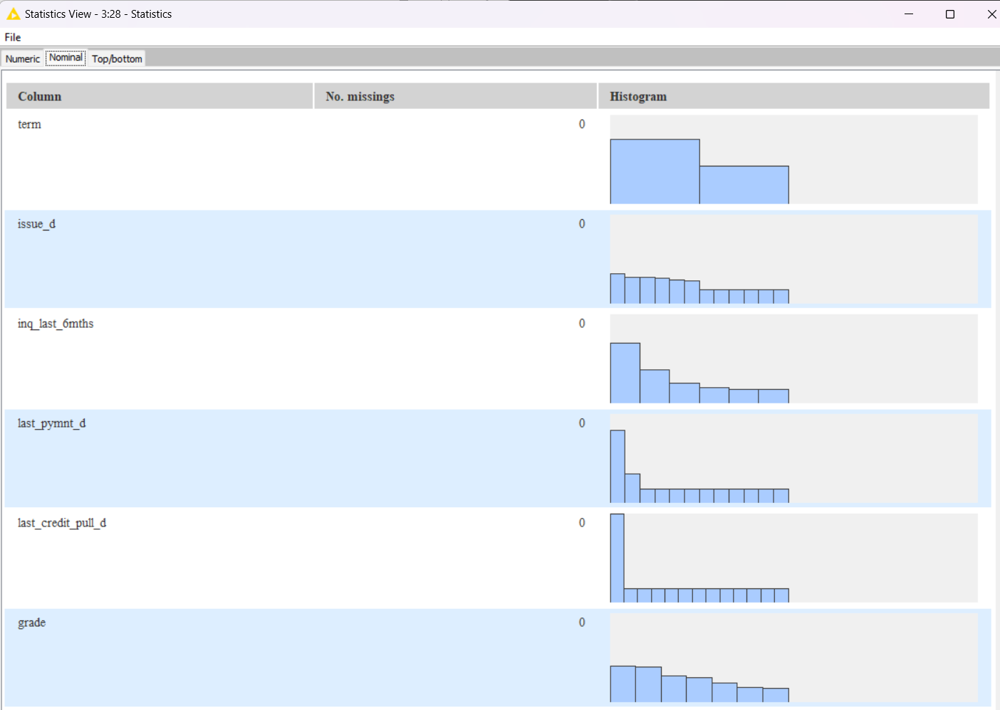 Statistics View - 3:28 - Statistics
File
Numeric Nominal Top/bottom
Column No. missings Histogram
term 0
issue_d 0
inq_last_6mths 0
last_pymnt_d 0
last_credit_pull_d 0
grade 0